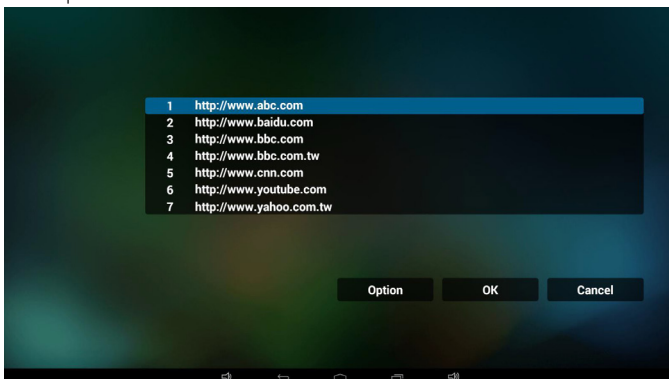 1 http://www.abc.com
2 http://www.baidu.com
3 http://www.bbc.com
4 http://www.bbc.com.tw
5 http://www.cnn.com
6 http://www.youtube.com
7 http://www.yahoo.com.tw
Option OK Cancel